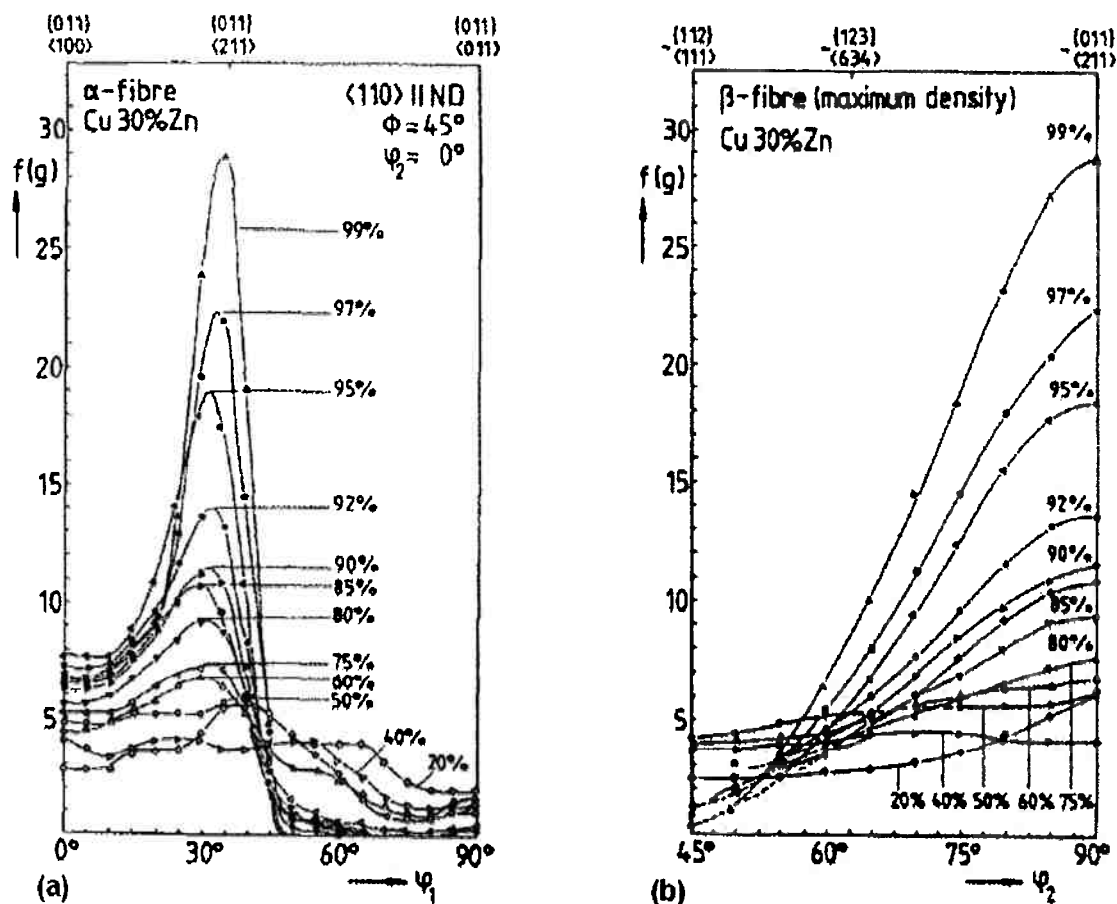 {011} {011} {011}
⟨100⟩ ⟨211⟩ ⟨011⟩
α-fibre ⟨110⟩ II ND
Cu 30%Zn Φ = 45°
φ₂ = 0°
f(g)
30
25
20
15
10
5
99%
97%
95%
92%
90%
85%
80%
75%
60%
50%
40%
20%
0° 30° 60° 90°
(a) φ₁
~{112} ~{123} ~{011}
⟨111⟩ ⟨634⟩ ⟨211⟩
β-fibre (maximum density)
Cu 30%Zn
f(g)
30
25
20
15
10
5
99%
97%
95%
92%
90%
85%
80%
20% 40% 50% 60% 75%
45° 60° 75° 90°
(b) φ₂